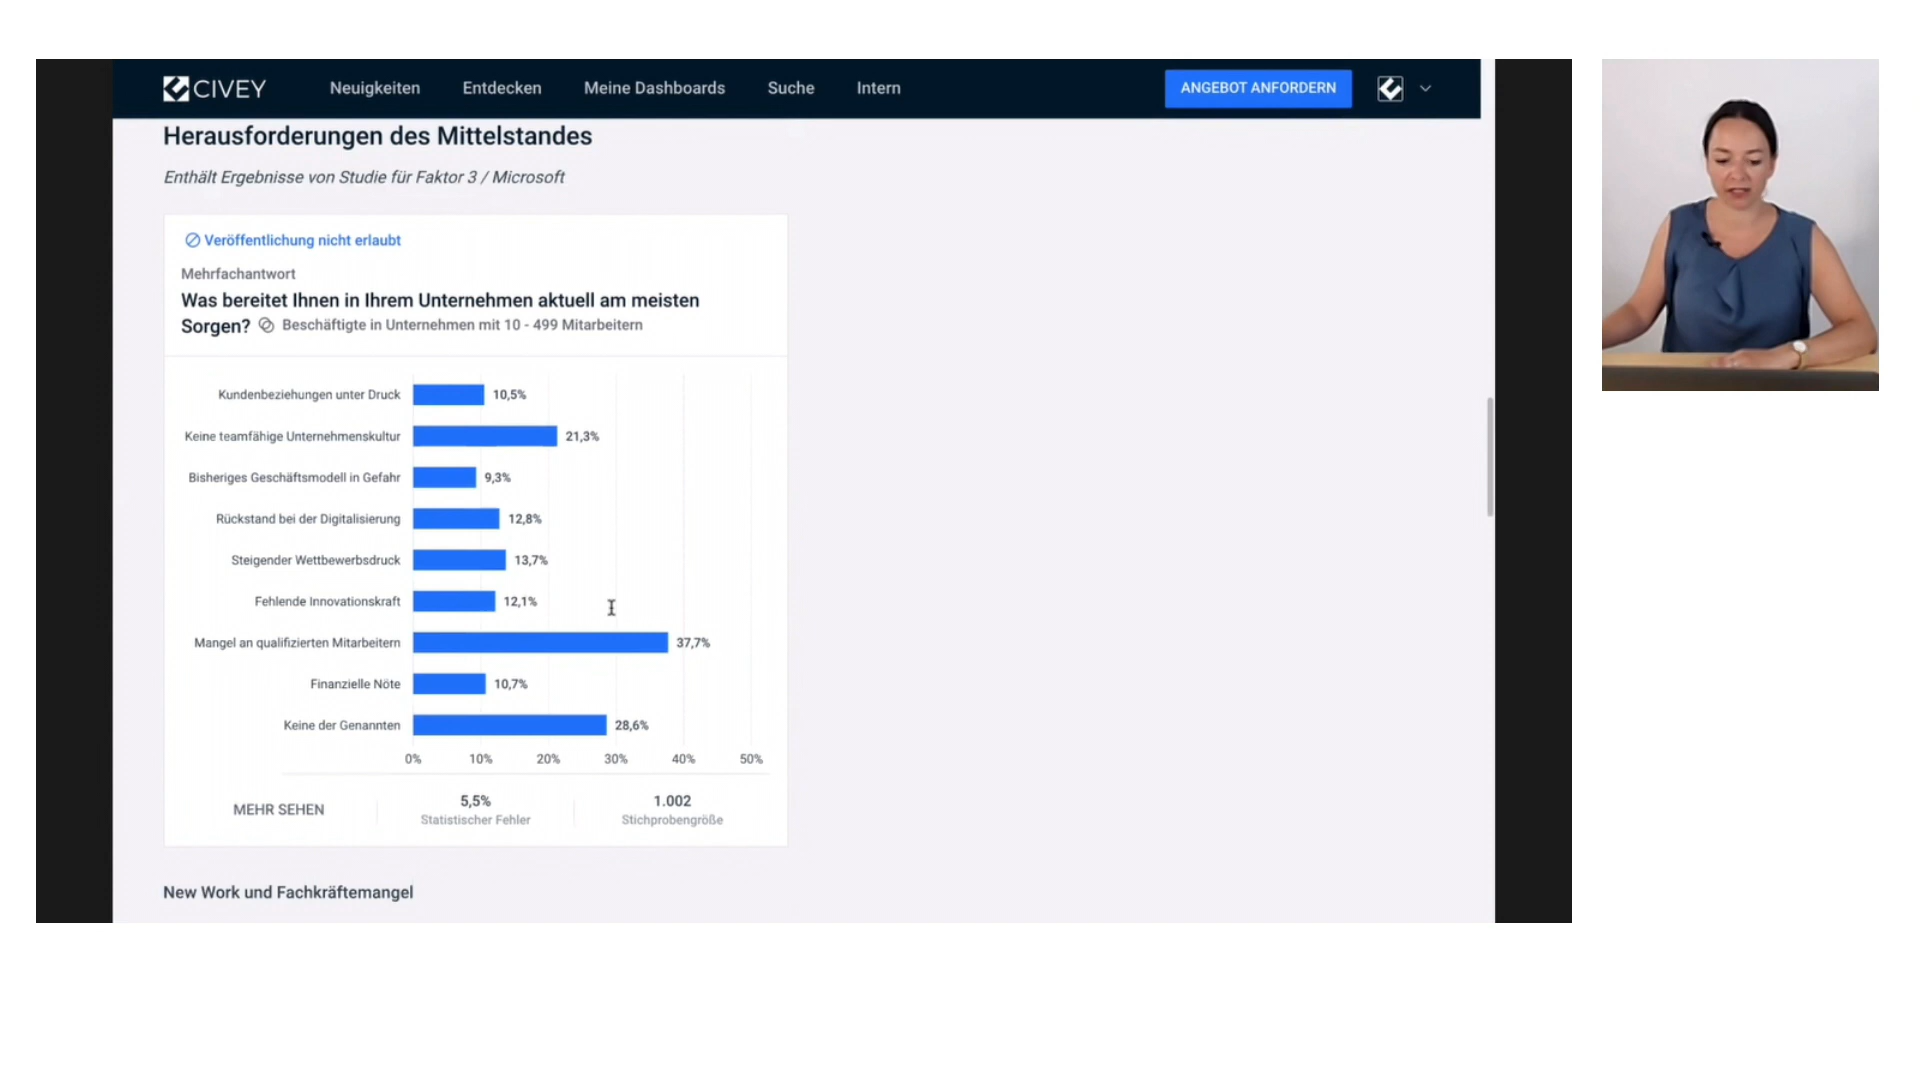 CIVEY Neuigkeiten Entdecken Meine Dashboards Suche Intern ANGEBOT ANFORDERN
Herausforderungen des Mittelstandes
Enthält Ergebnisse von Studie für Faktor 3 / Microsoft
Veröffentlichung nicht erlaubt
Mehrfachantwort
Was bereitet Ihnen in Ihrem Unternehmen aktuell am meisten
Sorgen? Beschäftigte in Unternehmen mit 10 - 499 Mitarbeitern
Kundenbeziehungen unter Druck 10,5%
Keine teamfähige Unternehmenskultur 21,3%
Bisheriges Geschäftsmodell in Gefahr 9,3%
Rückstand bei der Digitalisierung 12,8%
Steigender Wettbewerbsdruck 13,7%
Fehlende Innovationskraft 12,1%
Mangel an qualifizierten Mitarbeitern 37,7%
Finanzielle Nöte 10,7%
Keine der Genannten 28,6%
0% 10% 20% 30% 40% 50%
MEHR SEHEN
5,5%
Statistischer Fehler
1.002
Stichprobengröße
New Work und Fachkräftemangel